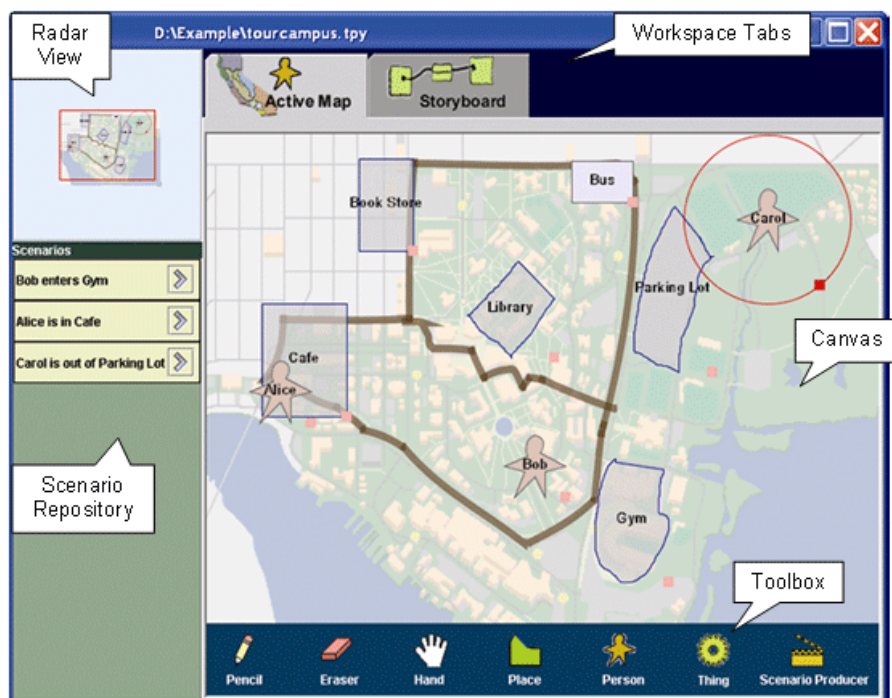 Radar
View
D:\Example\tourcampus.tpy
Workspace Tabs
Active Map
Storyboard
Book Store
Bus
Carol
Scenarios
Bob enters Gym
Alice is in Cafe
Carol is out of Parking Lot
Library
Parking Lot
Cafe
Canvas
Alice
Bob
Scenario
Repository
Gym
Toolbox
Pencil
Eraser
Hand
Place
Person
Thing
Scenario Producer